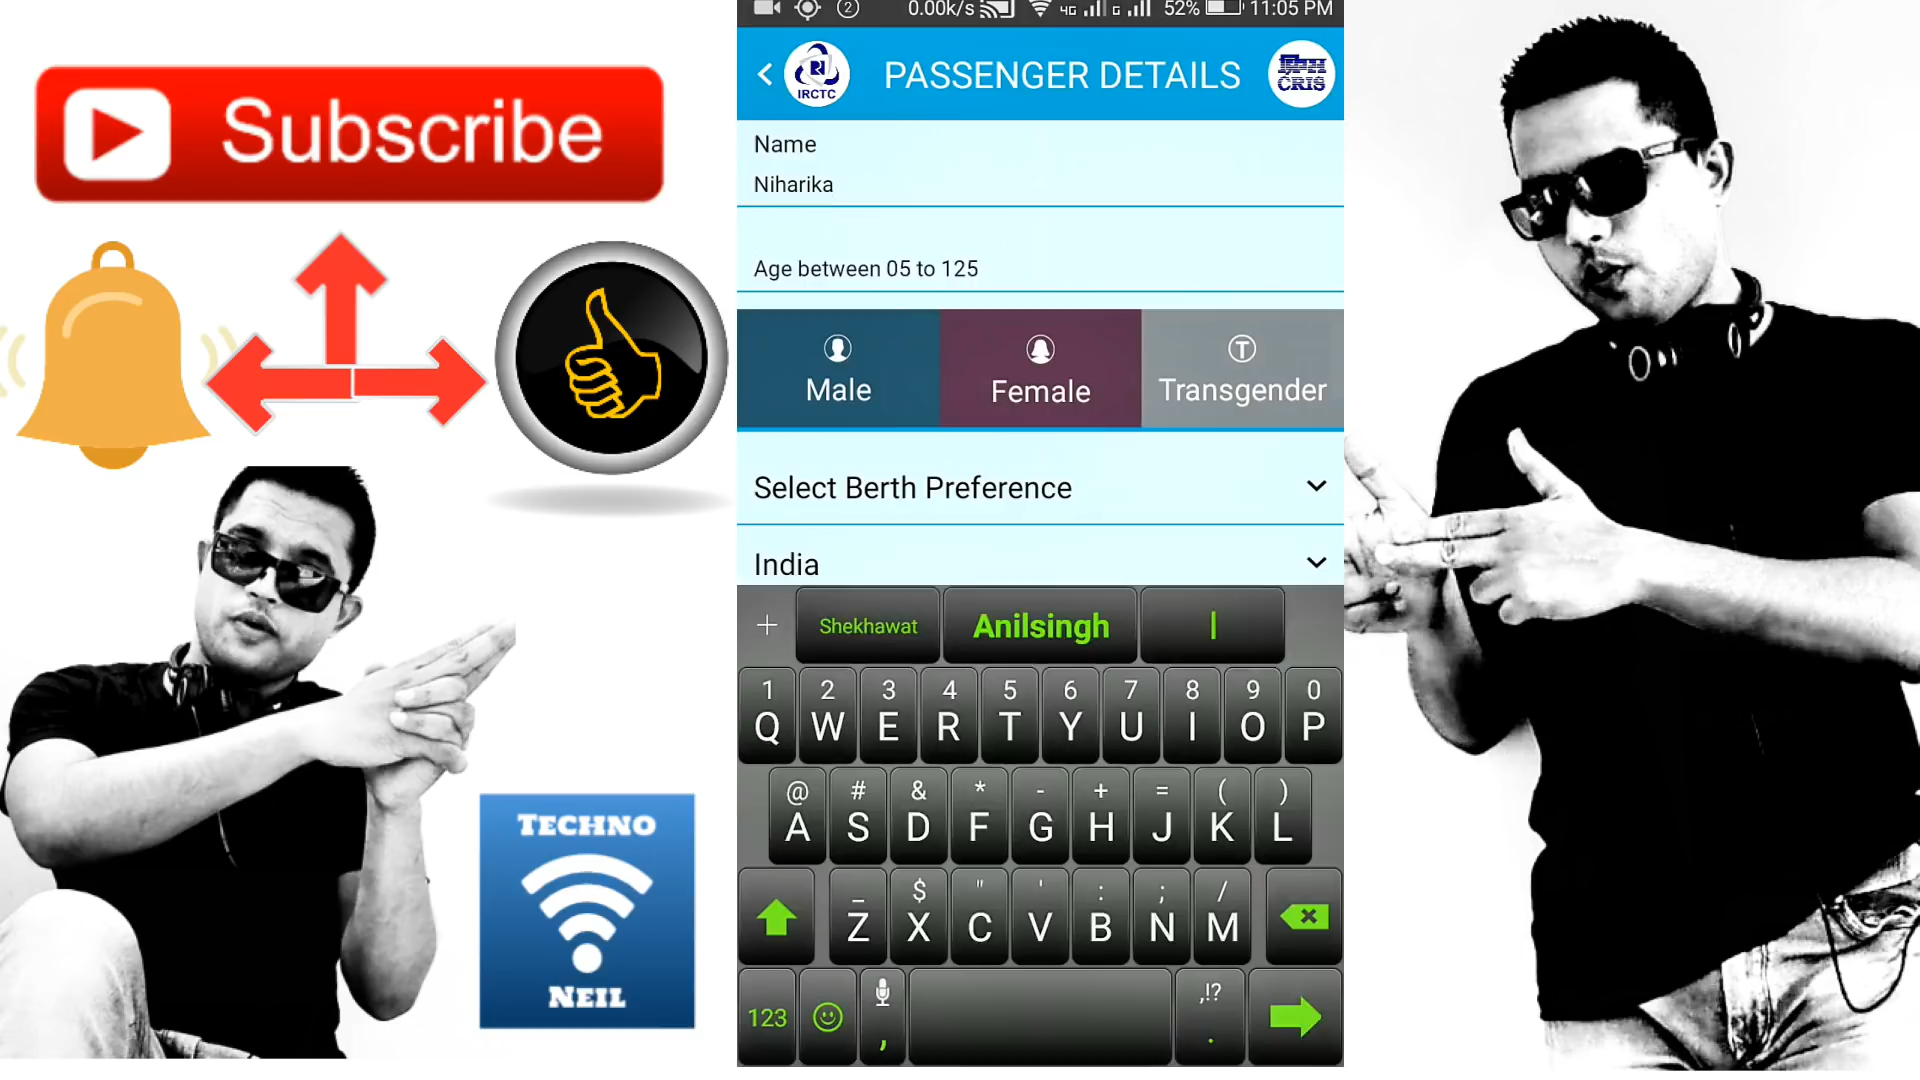 Subscribe
TECHNO
NEIL
2 0.00k/s 4G G 52% 11:05 PM
IRCTC
PASSENGER DETAILS
CRIS
Name
Niharika
Age between 05 to 125
Male
Female
T
Transgender
Select Berth Preference
India
+ Shekhawat Anilsingh I
1 2 3 4 5 6 7 8 9 0
Q W E R T Y U I O P
@ # & * - + = ( )
A S D F G H J K L
_ $ " ' : ; /
Z X C V B N M
,!?
123 , .